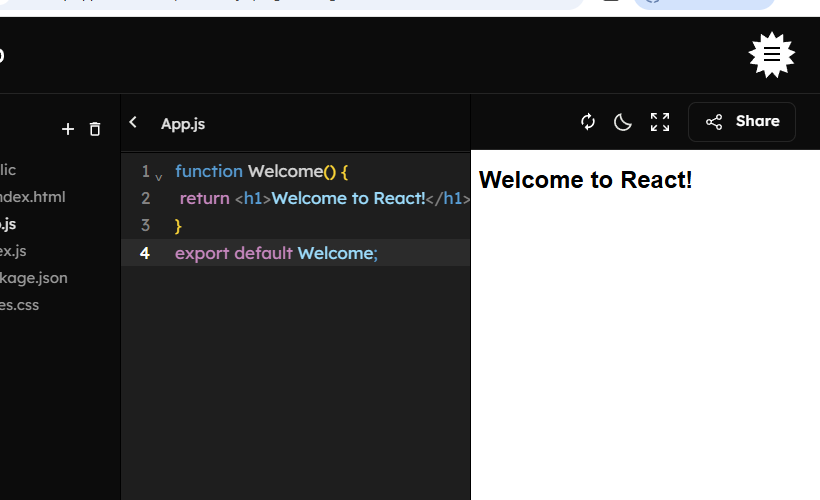 App.js
Share
lic
ndex.html
.js
ex.js
kage.json
es.css
1 function Welcome() {
2 return <h1>Welcome to React!</h1>
3 }
4 export default Welcome;
Welcome to React!